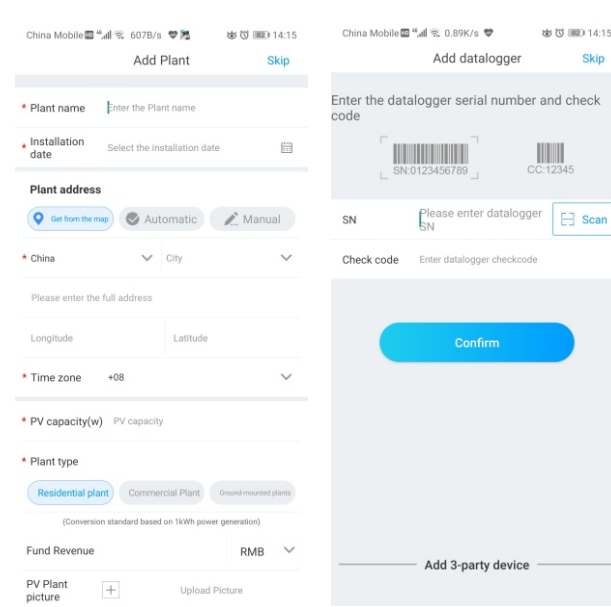 China Mobile 607B/s 14:15
Add Plant Skip
* Plant name Enter the Plant name
* Installation date Select the installation date
Plant address
Get from the map Automatic Manual
* China City
Please enter the full address
Longitude Latitude
* Time zone +08
* PV capacity(w) PV capacity
* Plant type
Residential plant Commercial Plant Ground-mounted plants
(Conversion standard based on 1kWh power generation)
Fund Revenue RMB
PV Plant picture Upload Picture
China Mobile 0.89K/s 14:15
Add datalogger Skip
Enter the datalogger serial number and check
code
SN:0123456789 CC:12345
SN Please enter datalogger SN Scan
Check code Enter datalogger checkcode
Confirm
Add 3-party device